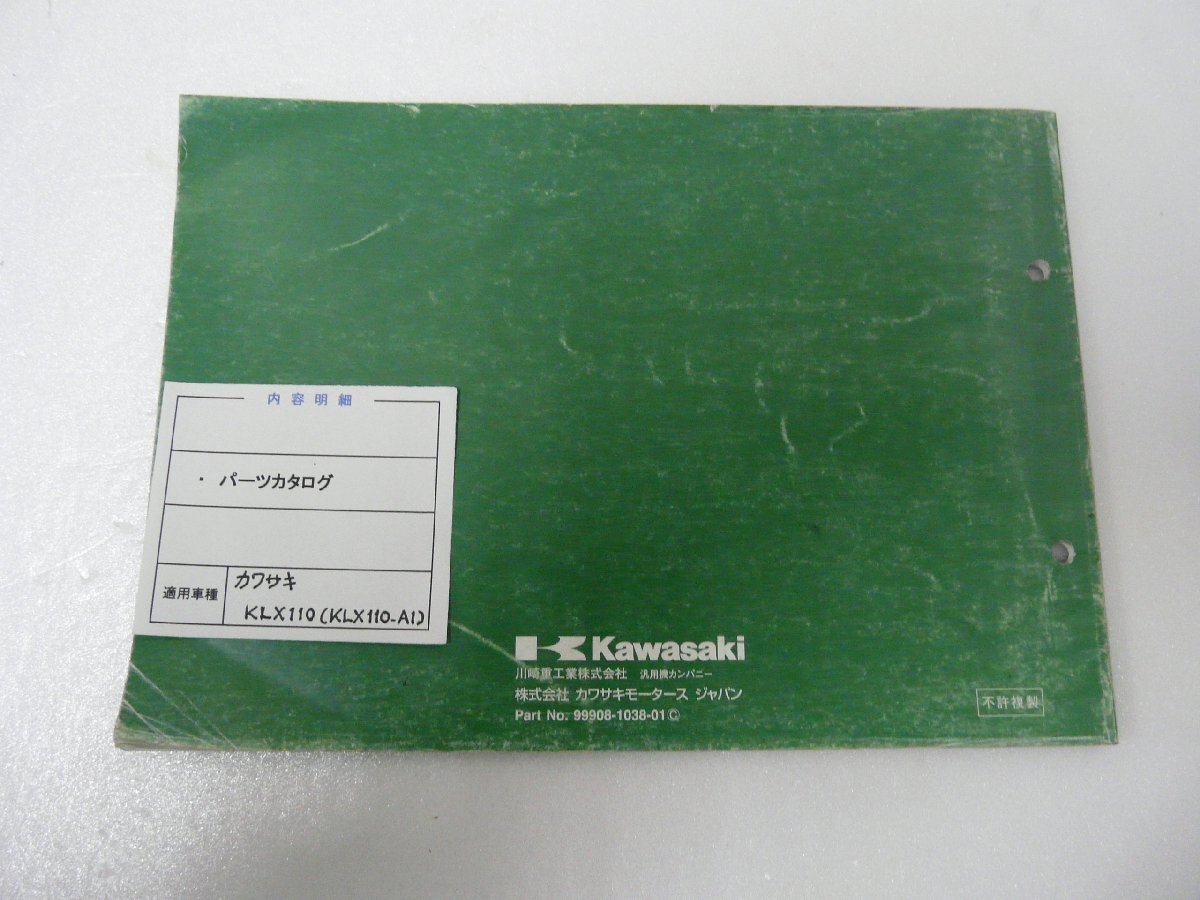 内容明細
・ パーツカタログ
適用車種
カワサキ
KLX110 (KLX110-A1)
Kawasaki
川崎重工業株式会社 汎用機カンパニー
株式会社 カワサキモータース ジャパン
Part No. 99908-1038-01 Ⓒ
不許複製